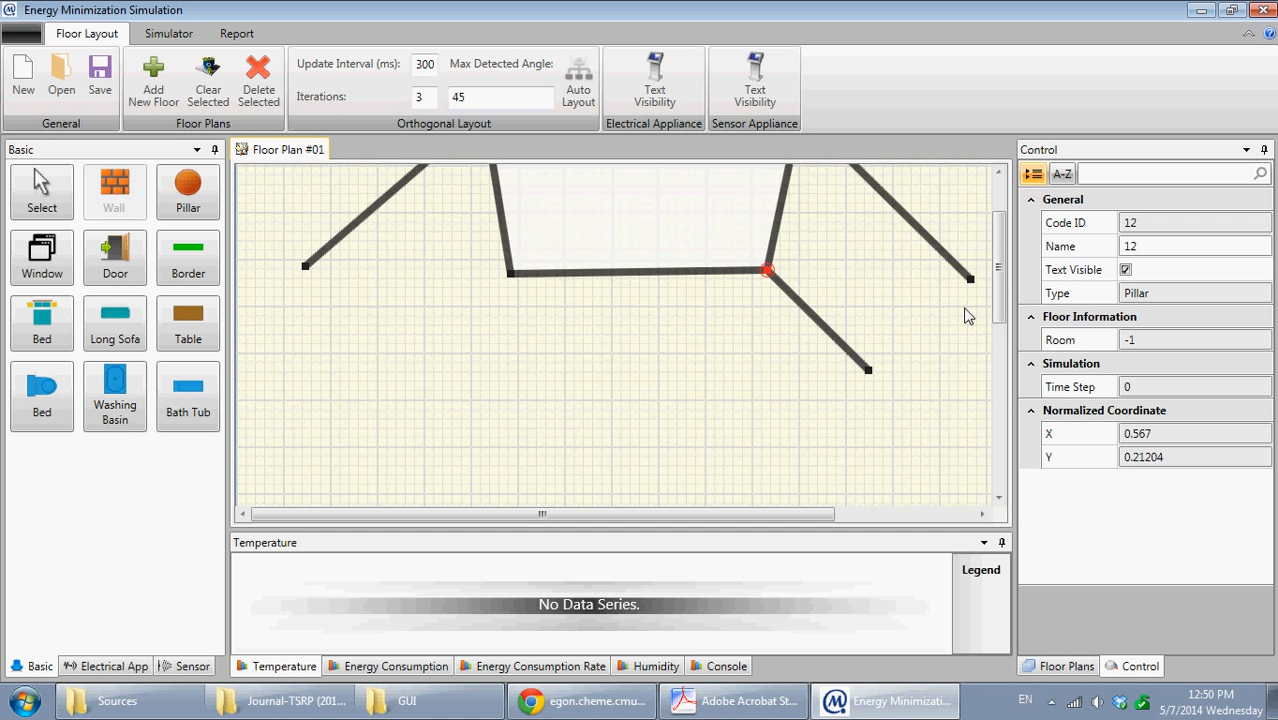 Energy Minimization Simulation
Floor Layout
Simulator
Report
New
Open
Save
General
Add
New Floor
Clear
Selected
Delete
Selected
Floor Plans
Update Interval (ms):
300
Max Detected Angle:
Iterations:
3
45
Auto
Layout
Orthogonal Layout
Text
Visibility
Electrical Appliance
Text
Visibility
Sensor Appliance
Basic
Select
Wall
Pillar
Window
Door
Border
Bed
Long Sofa
Table
Bed
Washing
Basin
Bath Tub
Basic
Electrical App
Sensor
Floor Plan #01
Temperature
No Data Series.
Legend
Temperature
Energy Consumption
Energy Consumption Rate
Humidity
Console
Control
A-Z
General
Code ID 12
Name 12
Text Visible
Type Pillar
Floor Information
Room -1
Simulation
Time Step 0
Normalized Coordinate
X 0.567
Y 0.21204
Floor Plans
Control
Sources
Journal-TSRP (201...
GUI
egon.cheme.cmu...
Adobe Acrobat St...
Energy Minimizati...
EN
12:50 PM
5/7/2014 Wednesday